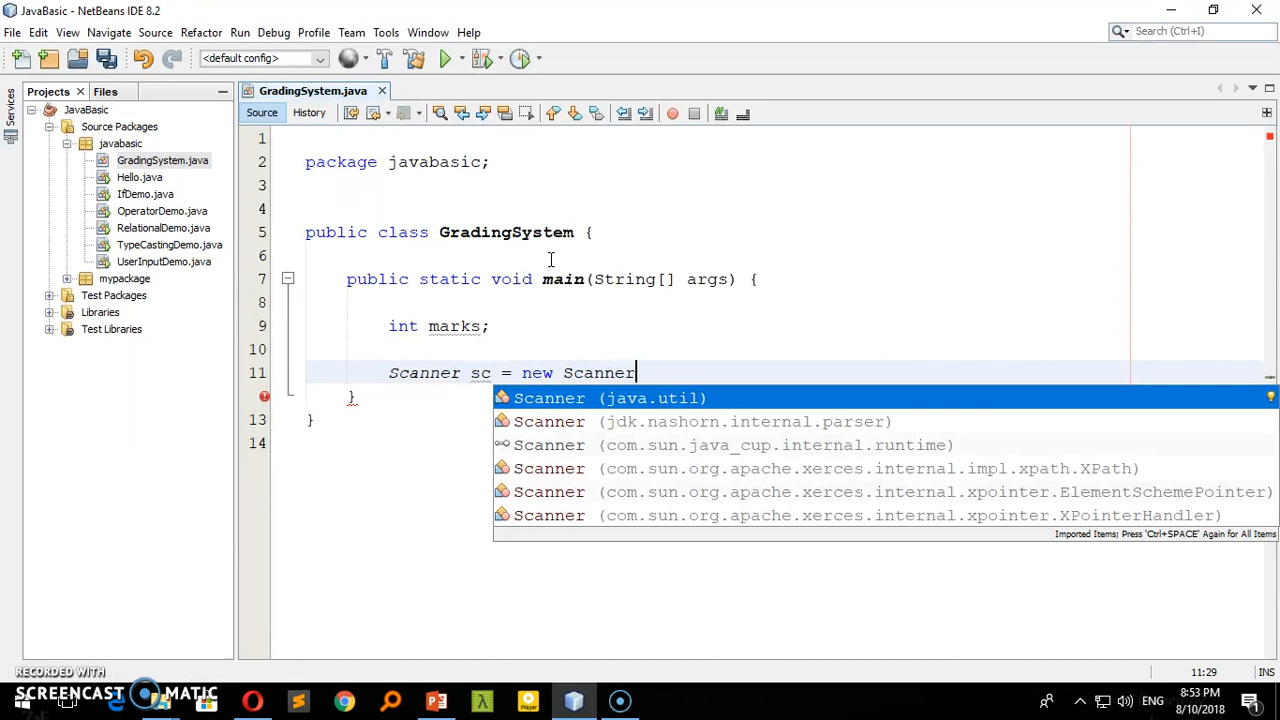 JavaBasic - NetBeans IDE 8.2
File Edit View Navigate Source Refactor Run Debug Profile Team Tools Window Help
Search (Ctrl+I)
<default config>
Services
Projects
Files
GradingSystem.java
Source
History
JavaBasic
Source Packages
javabasic
GradingSystem.java
Hello.java
IfDemo.java
OperatorDemo.java
RelationalDemo.java
TypeCastingDemo.java
UserInputDemo.java
mypackage
Test Packages
Libraries
Test Libraries
1
2 package javabasic;
3
4
5 public class GradingSystem {
6
7 public static void main(String[] args) {
8
9 int marks;
10
11 Scanner sc = new Scanner
}
13 }
14
Scanner (java.util)
Scanner (jdk.nashorn.internal.parser)
Scanner (com.sun.java_cup.internal.runtime)
Scanner (com.sun.org.apache.xerces.internal.impl.xpath.XPath)
Scanner (com.sun.org.apache.xerces.internal.xpointer.ElementSchemePointer)
Scanner (com.sun.org.apache.xerces.internal.xpointer.XPointerHandler)
Imported Items; Press 'Ctrl+SPACE' Again for All Items
11:29 INS
RECORDED WITH
SCREENCAST MATIC
Player
ENG
8:53 PM
8/10/2018
1